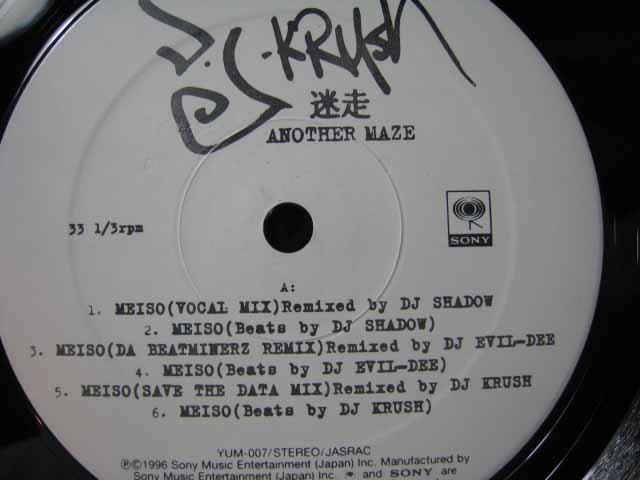 D.J.KRUSH
迷走
ANOTHER MAZE
33 1/3rpm
SONY
A:
1. MEISO(VOCAL MIX)Remixed by DJ SHADOW
2. MEISO(Beats by DJ SHADOW)
3. MEISO(DA BEATMINERZ REMIX)Remixed by DJ EVIL-DEE
4. MEISO(Beats by DJ EVIL-DEE)
5. MEISO(SAVE THE DATA MIX)Remixed by DJ KRUSH
6. MEISO(Beats by DJ KRUSH)
YUM-007/STEREO/JASRAC
Ⓟ©1996 Sony Music Entertainment (Japan) Inc. Manufactured by
Sony Music Entertainment (Japan) Inc. and SONY are